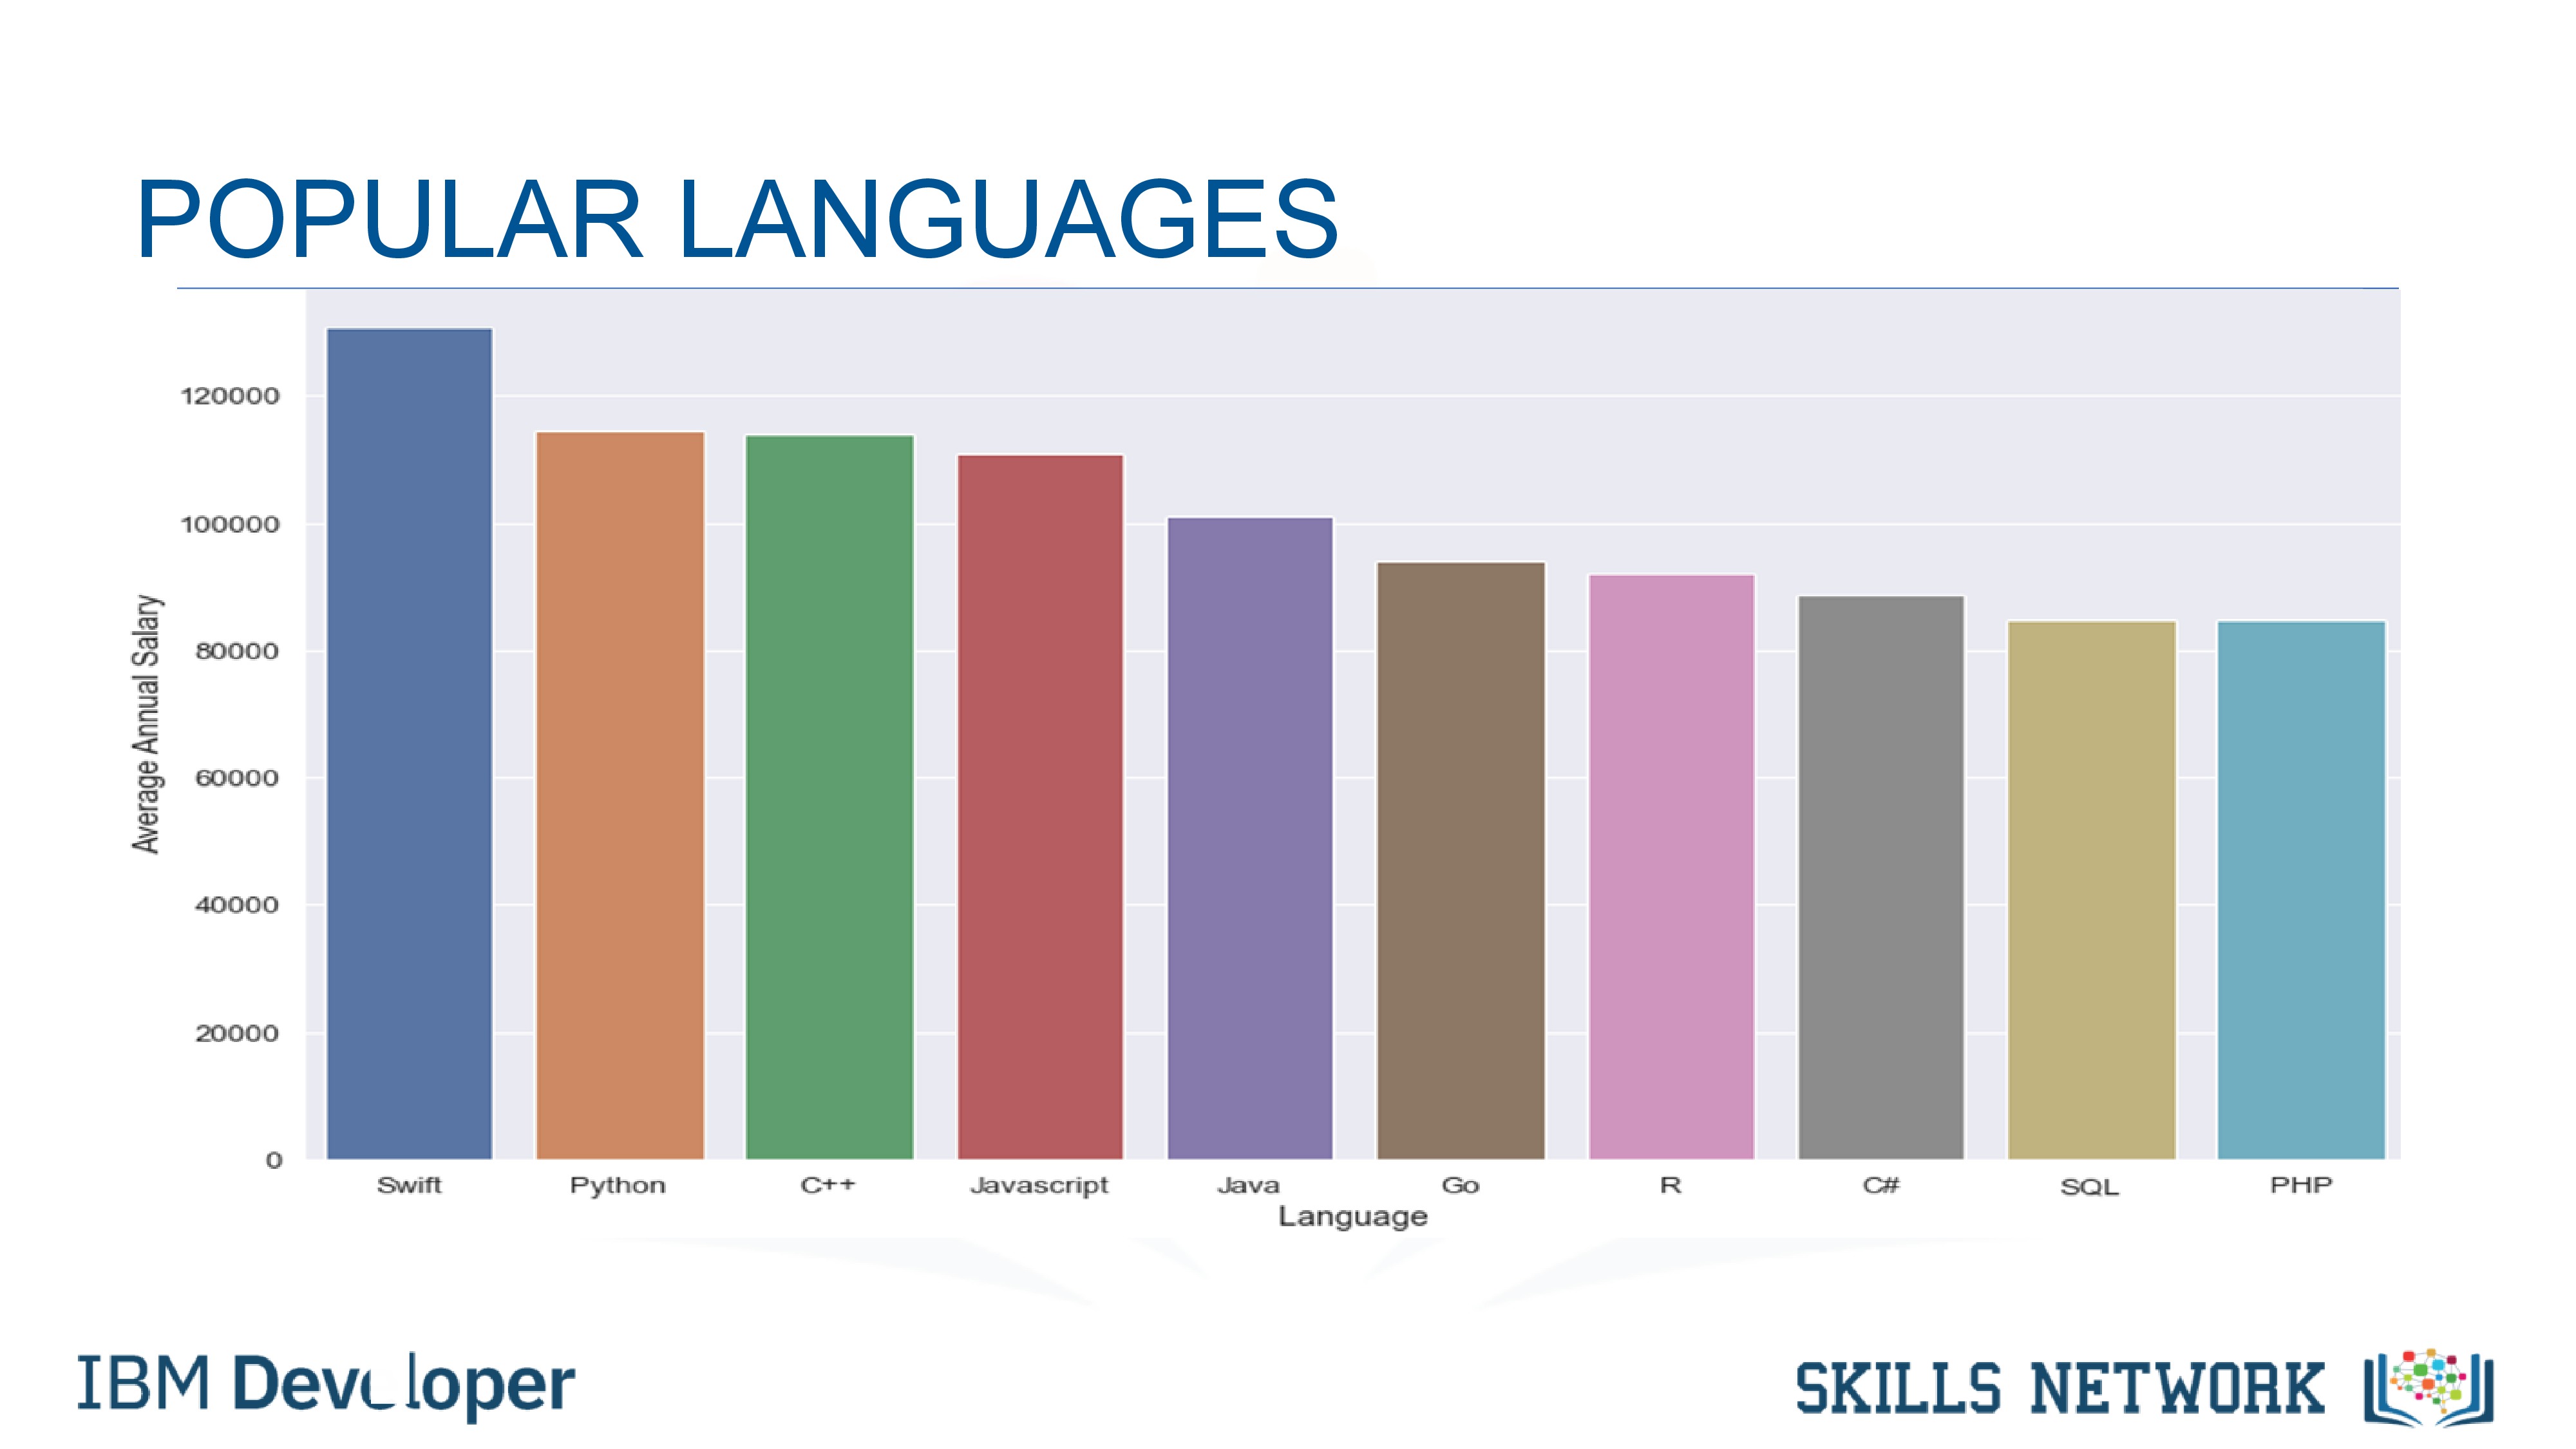 POPULAR LANGUAGES
120000
100000
80000
60000
40000
20000
0
Average Annual Salary
Swift Python C++ Javascript Java Go R C# SQL PHP
Language
IBM Developer
SKILLS NETWORK